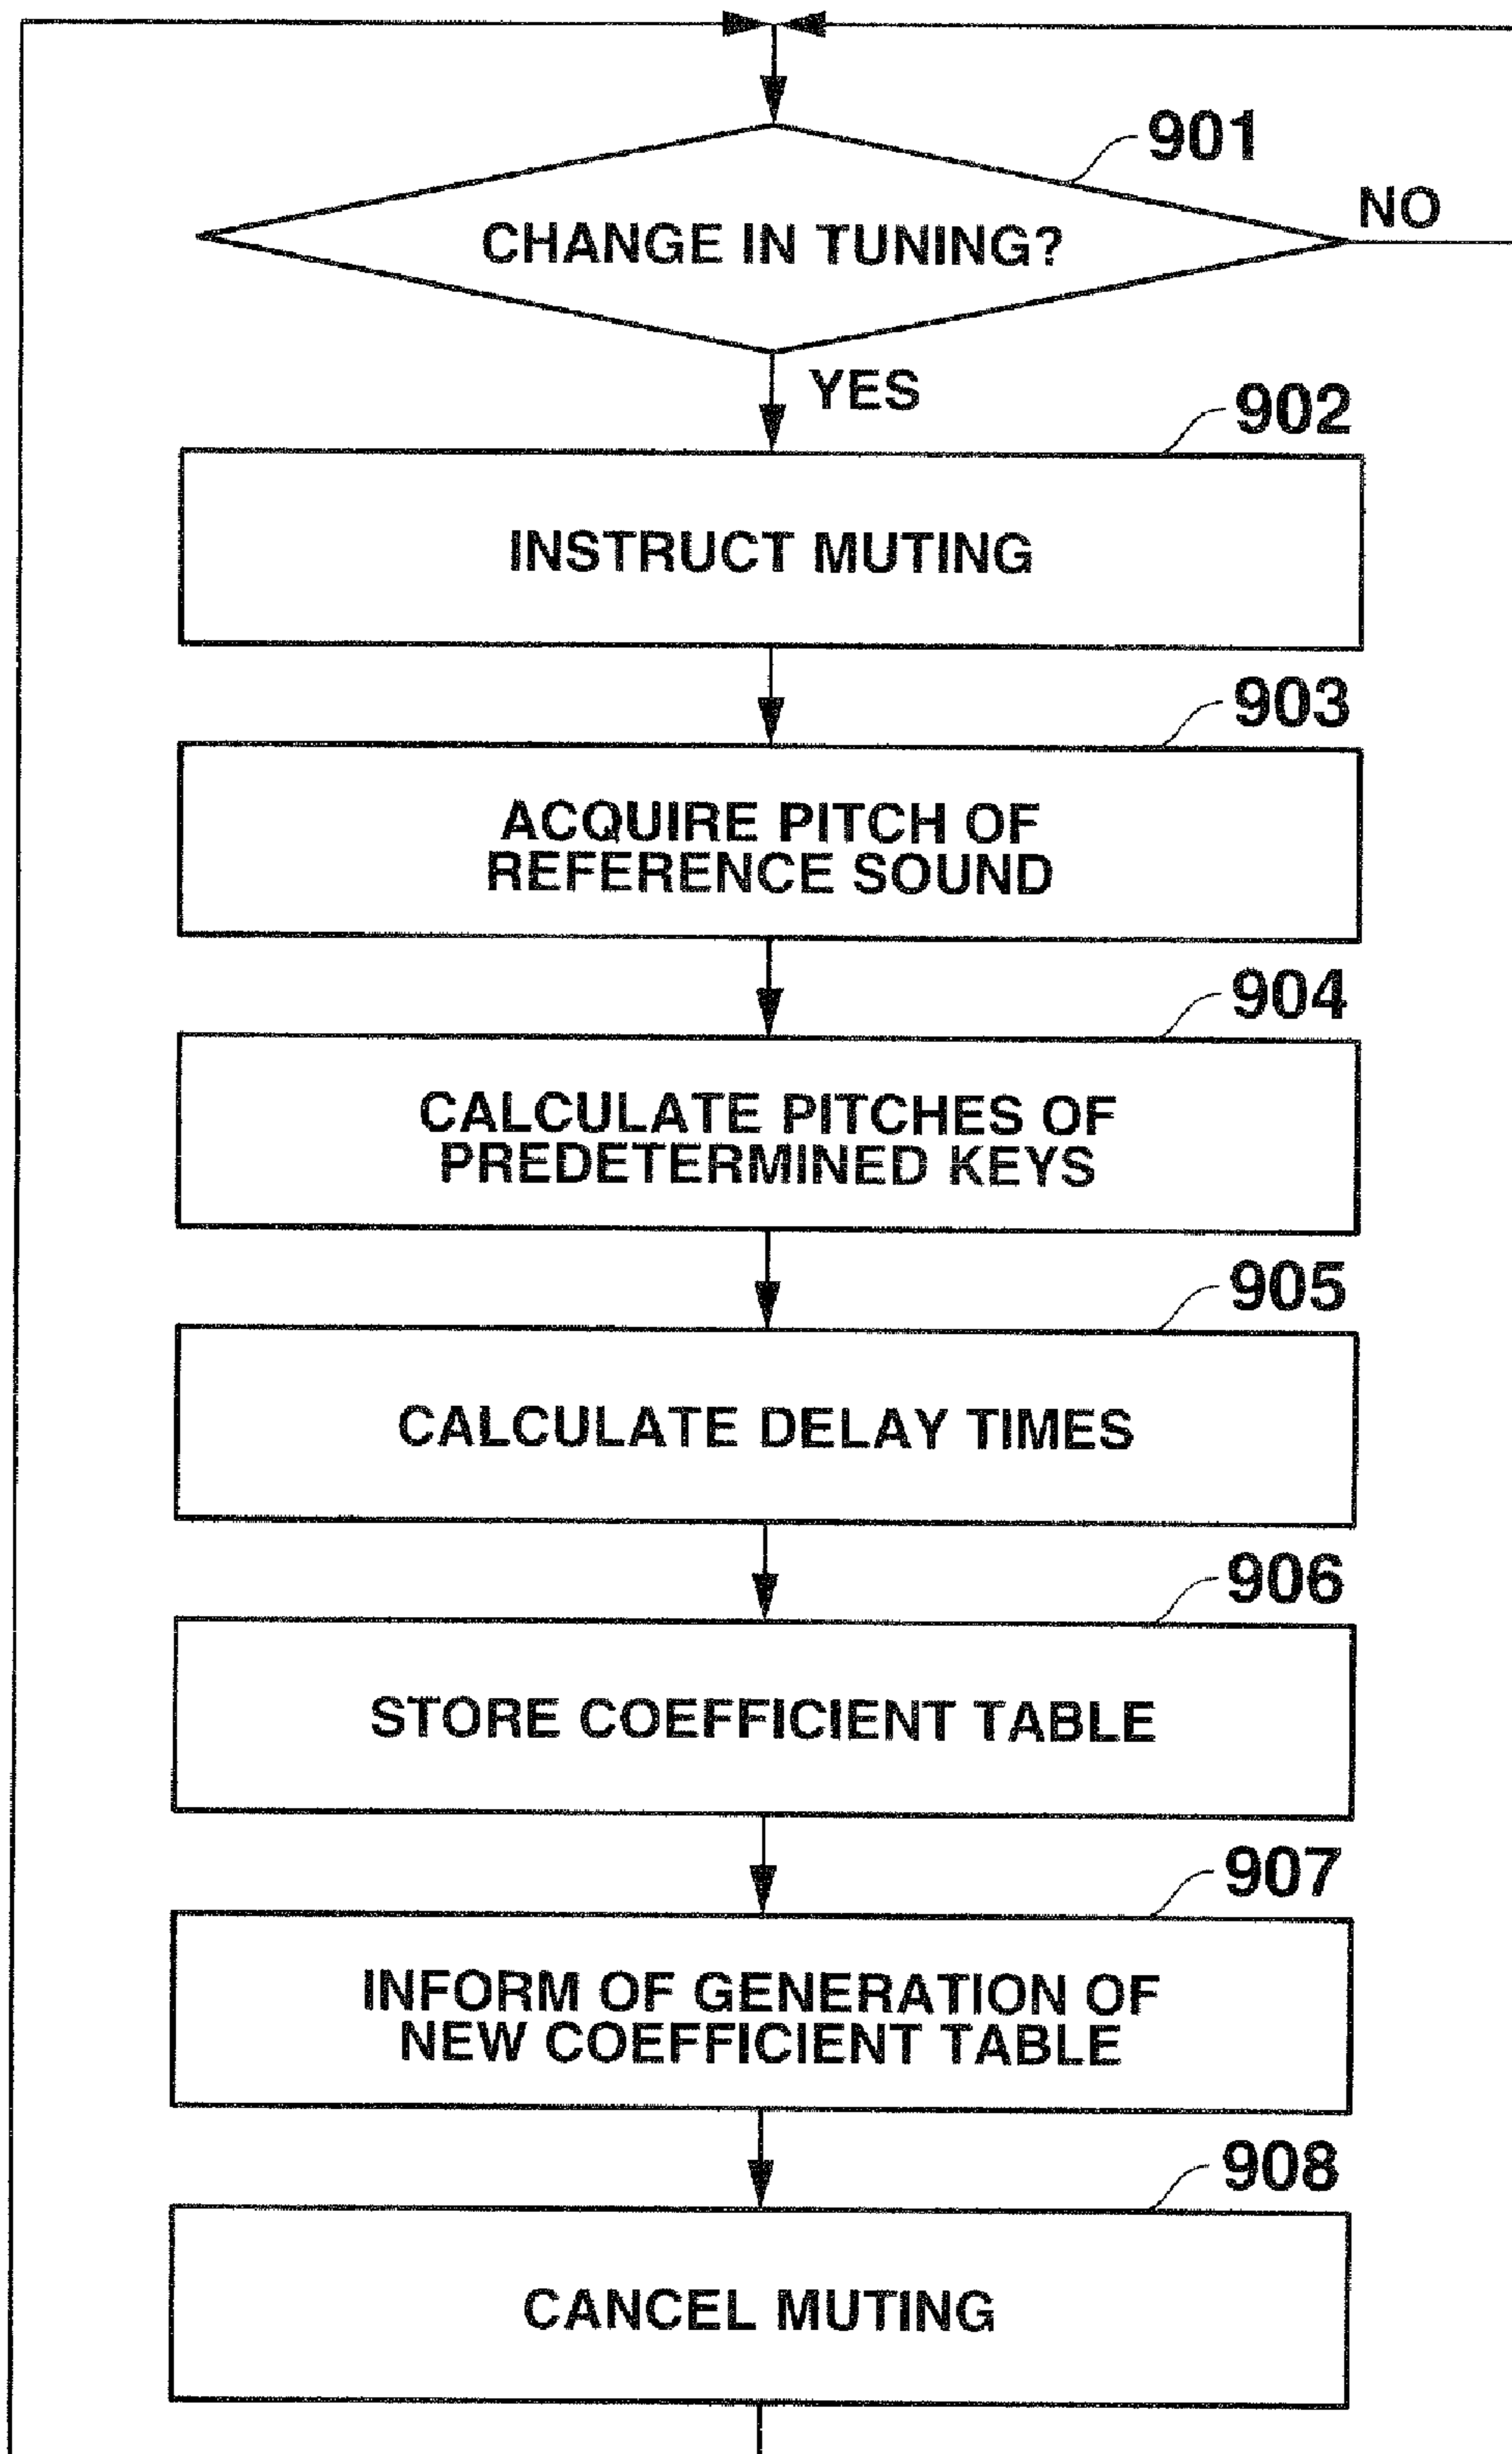 901
CHANGE IN TUNING?
NO
YES
902
INSTRUCT MUTING
903
ACQUIRE PITCH OF
REFERENCE SOUND
904
CALCULATE PITCHES OF
PREDETERMINED KEYS
905
CALCULATE DELAY TIMES
906
STORE COEFFICIENT TABLE
907
INFORM OF GENERATION OF
NEW COEFFICIENT TABLE
908
CANCEL MUTING